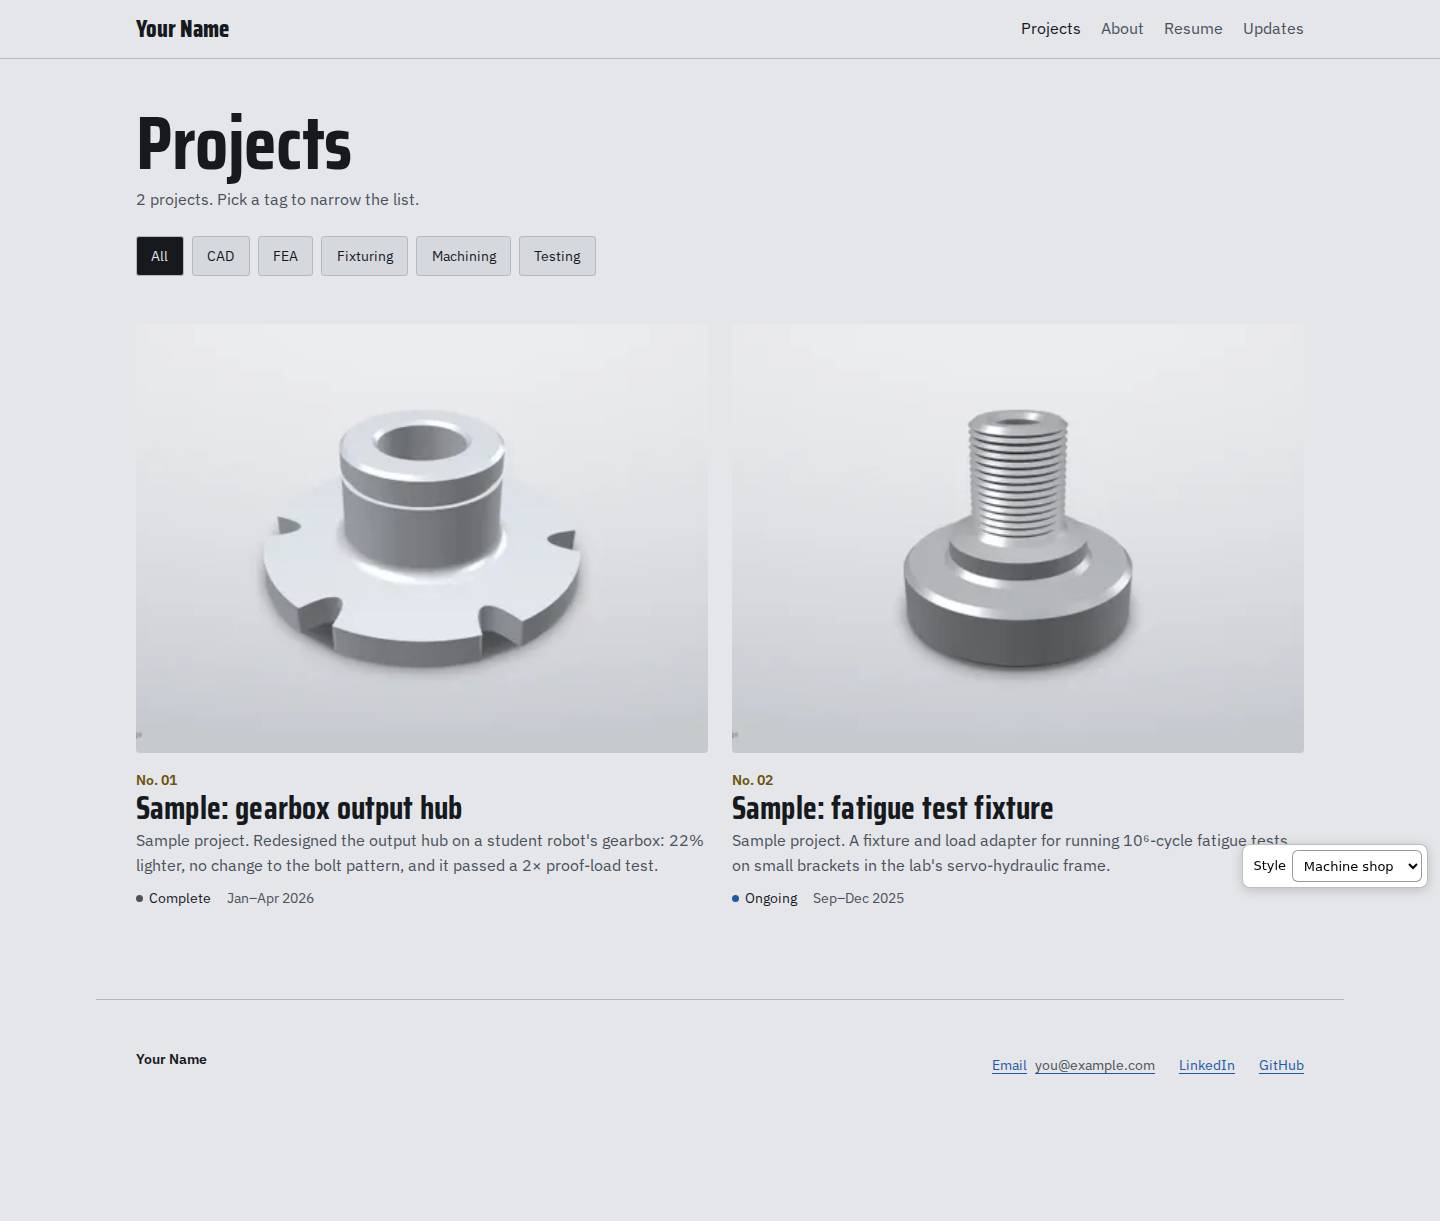 Your Name
Projects About Resume Updates
Projects
2 projects. Pick a tag to narrow the list.
All CAD FEA Fixturing Machining Testing
No. 01
Sample: gearbox output hub
Sample project. Redesigned the output hub on a student robot's gearbox: 22%
lighter, no change to the bolt pattern, and it passed a 2× proof-load test.
Complete Jan–Apr 2026
No. 02
Sample: fatigue test fixture
Sample project. A fixture and load adapter for running 10⁶-cycle fatigue tests
on small brackets in the lab's servo-hydraulic frame.
Ongoing Sep–Dec 2025
Style Machine shop
Your Name
Email you@example.com LinkedIn GitHub